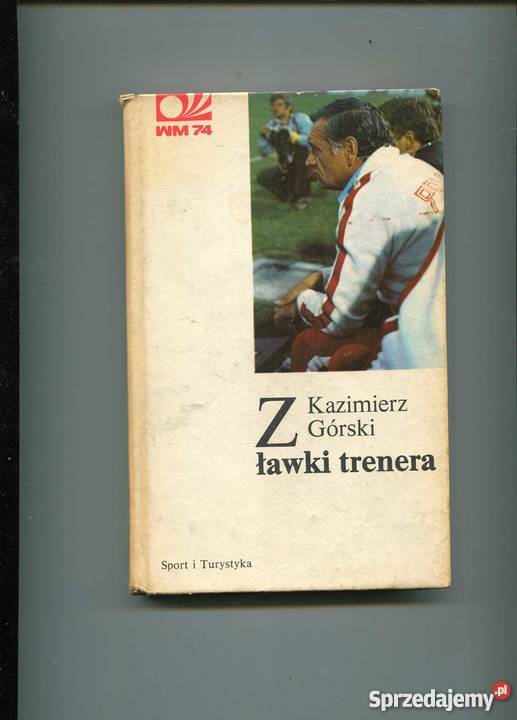 WM 74
Z Kazimierz
Górski
ławki trenera
Sport i Turystyka
Sprzedajemy.pl